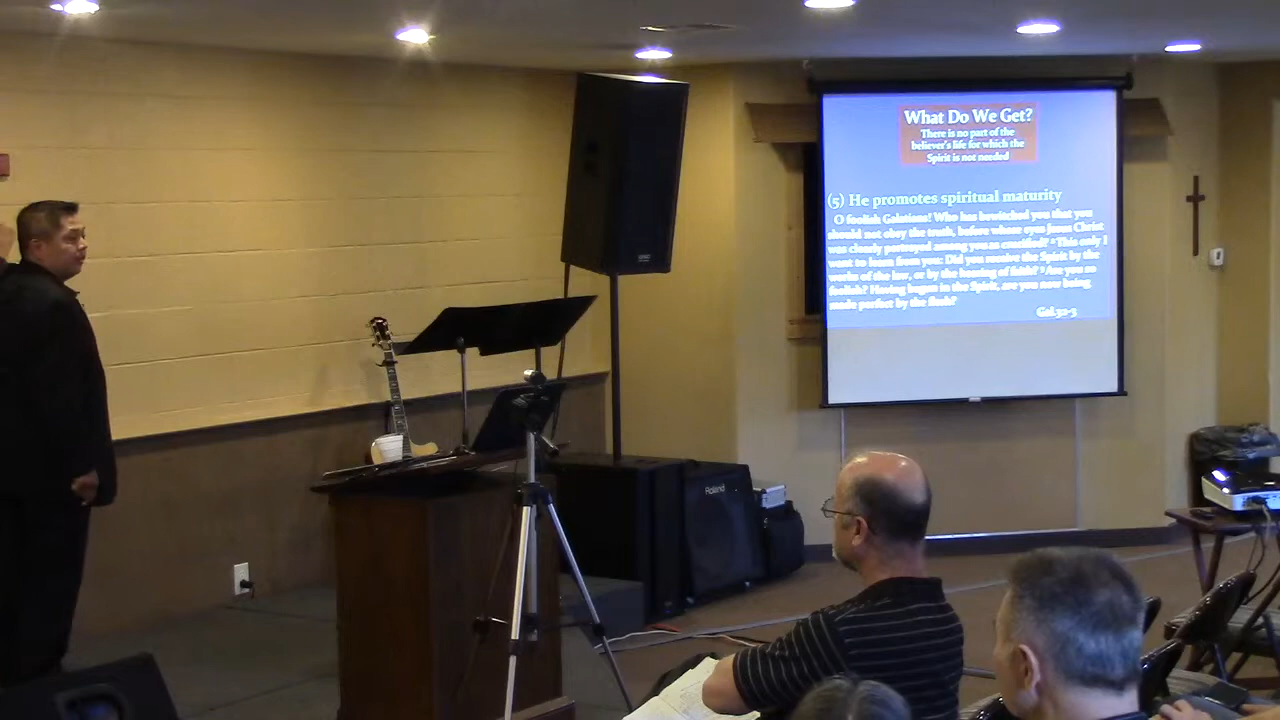 What Do We Get?
There is no part of the
believer's life for which the
Spirit is not needed
(5) He promotes spiritual maturity
O foolish Galatians! Who has bewitched you that you
should not obey the truth, before whose eyes Jesus Christ
was clearly portrayed among you as crucified? ² This only I
want to learn from you: Did you receive the Spirit by the
works of the law, or by the hearing of faith? ³ Are you so
foolish? Having begun in the Spirit, are you now being
made perfect by the flesh?
Gal.3:1-3
Roland